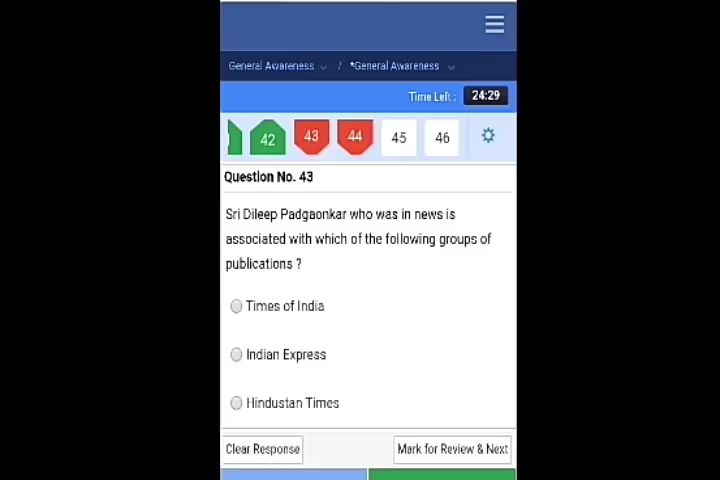 General Awareness / *General Awareness
Time Left : 24:29
42 43 44 45 46
Question No. 43
Sri Dileep Padgaonkar who was in news is
associated with which of the following groups of
publications ?
Times of India
Indian Express
Hindustan Times
Clear Response Mark for Review & Next